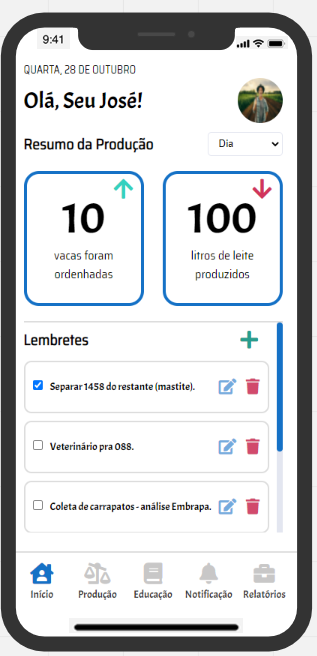 9:41
QUARTA, 28 DE OUTUBRO
Olá, Seu José!
Resumo da Produção
Dia
10
100
vacas foram
ordenhadas
litros de leite
produzidos
Lembretes
Separar 1458 do restante (mastite).
Veterinário pra 088.
Coleta de carrapatos - análise Embrapa.
Início
Produção
Educação
Notificação
Relatórios